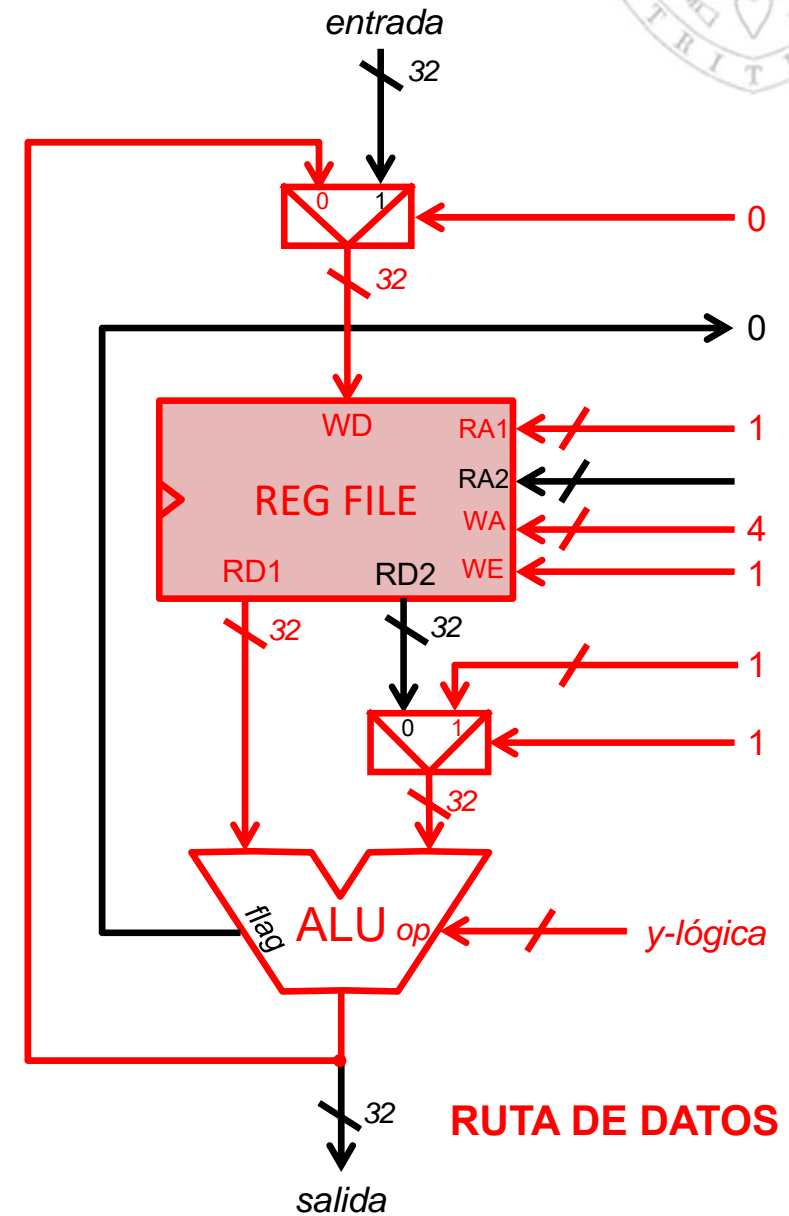 TRITV
entrada
32
0 1
0
32
0
WD
RA1
1
RA2
REG FILE
WA
4
RD1
RD2
WE
1
32
32
1
0 1
1
32
flag
ALU
op
y-lógica
32
RUTA DE DATOS
salida